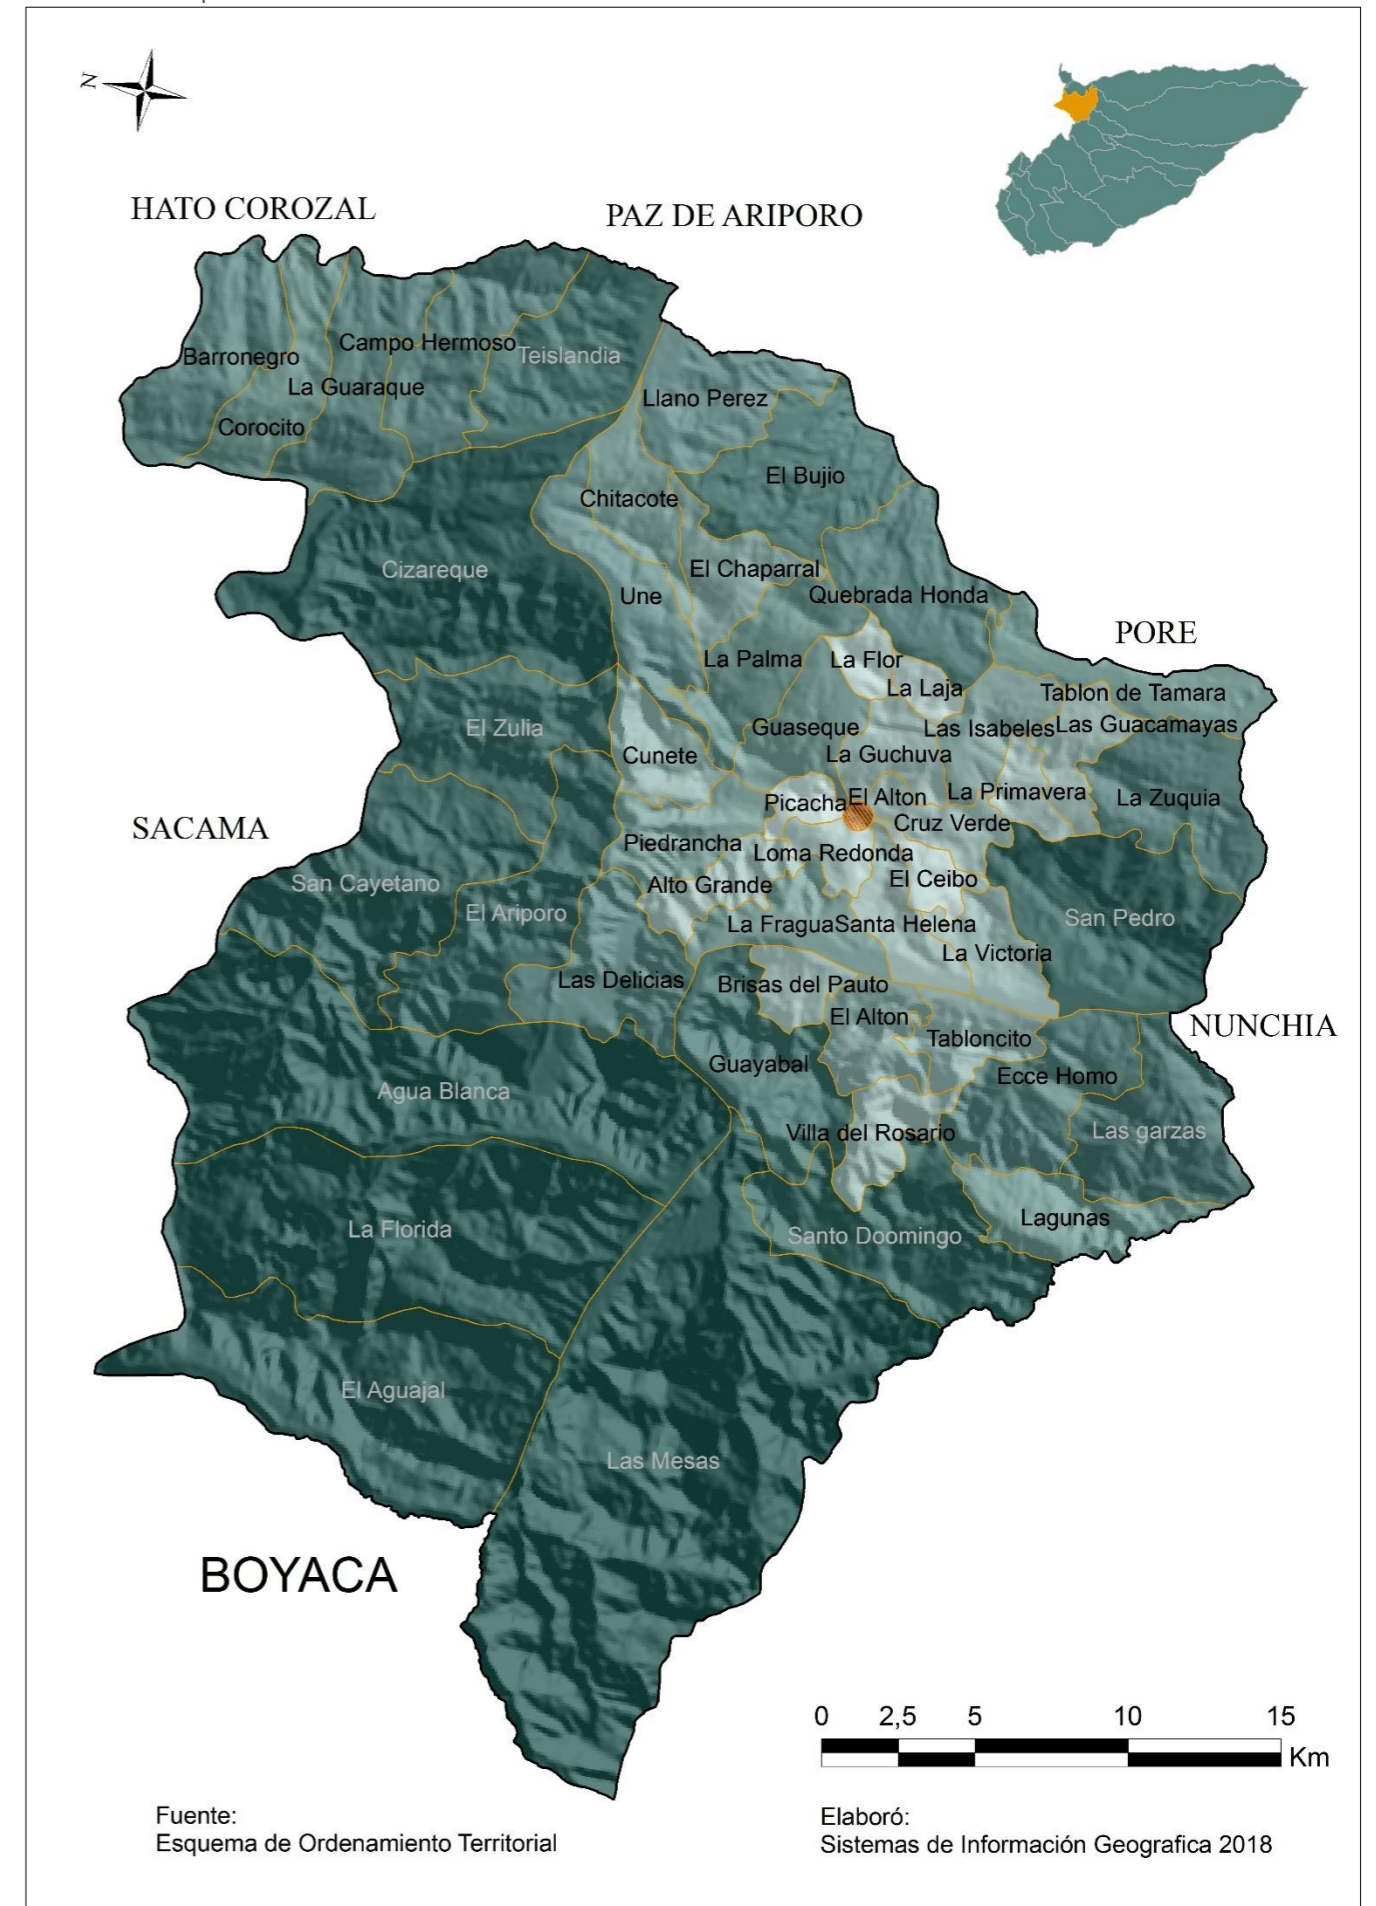 N
HATO COROZAL
PAZ DE ARIPORO
Campo Hermoso
Teislandia
Barronegro
La Guaraque
Llano Perez
Corocito
El Bujio
Chitacote
Cizareque
El Chaparral
Une
Quebrada Honda
PORE
La Palma
La Flor
La Laja
Tablon de Tamara
El Zulia
Guaseque
Las Isabeles
Las Guacamayas
Cunete
La Guchuva
Picacha
El Alton
La Primavera
La Zuquia
SACAMA
Cruz Verde
Piedrancha
Loma Redonda
San Cayetano
Alto Grande
El Ceibo
El Ariporo
La Fragua
Santa Helena
San Pedro
La Victoria
Las Delicias
Brisas del Pauto
El Alton
NUNCHIA
Tabloncito
Guayabal
Ecce Homo
Agua Blanca
Villa del Rosario
Las garzas
La Florida
Santo Doomingo
Lagunas
El Aguajal
Las Mesas
BOYACA
0 2,5 5 10 15
Km
Fuente:
Esquema de Ordenamiento Territorial
Elaboró:
Sistemas de Información Geografica 2018